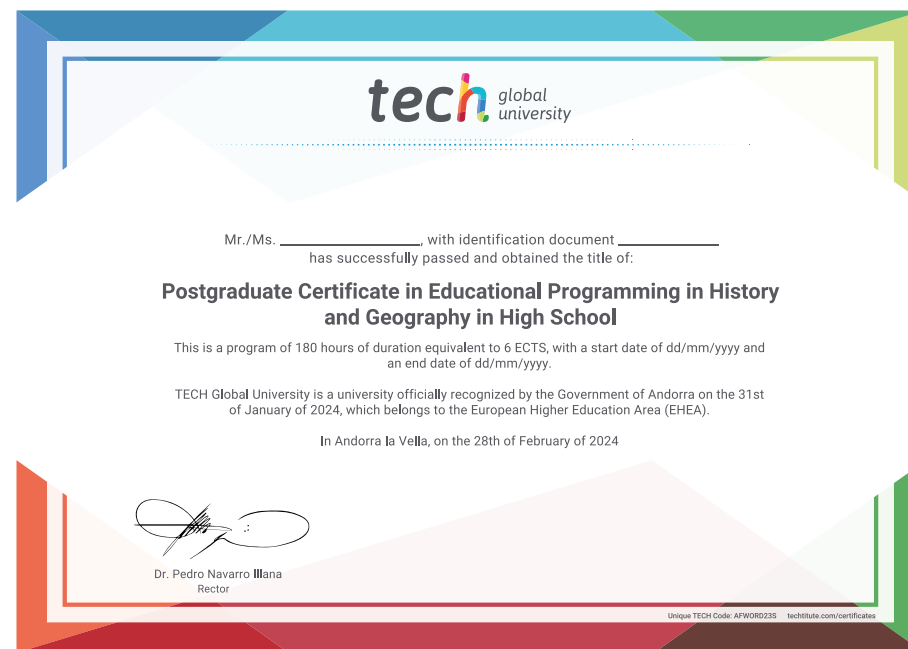 tech global university
Mr./Ms. ____________________, with identification document ______________
has successfully passed and obtained the title of:
Postgraduate Certificate in Educational Programming in History
and Geography in High School
This is a program of 180 hours of duration equivalent to 6 ECTS, with a start date of dd/mm/yyyy and
an end date of dd/mm/yyyy.
TECH Global University is a university officially recognized by the Government of Andorra on the 31st
of January of 2024, which belongs to the European Higher Education Area (EHEA).
In Andorra la Vella, on the 28th of February of 2024
Dr. Pedro Navarro Illana
Rector
Unique TECH Code: AFWORD23S techtitute.com/certificates